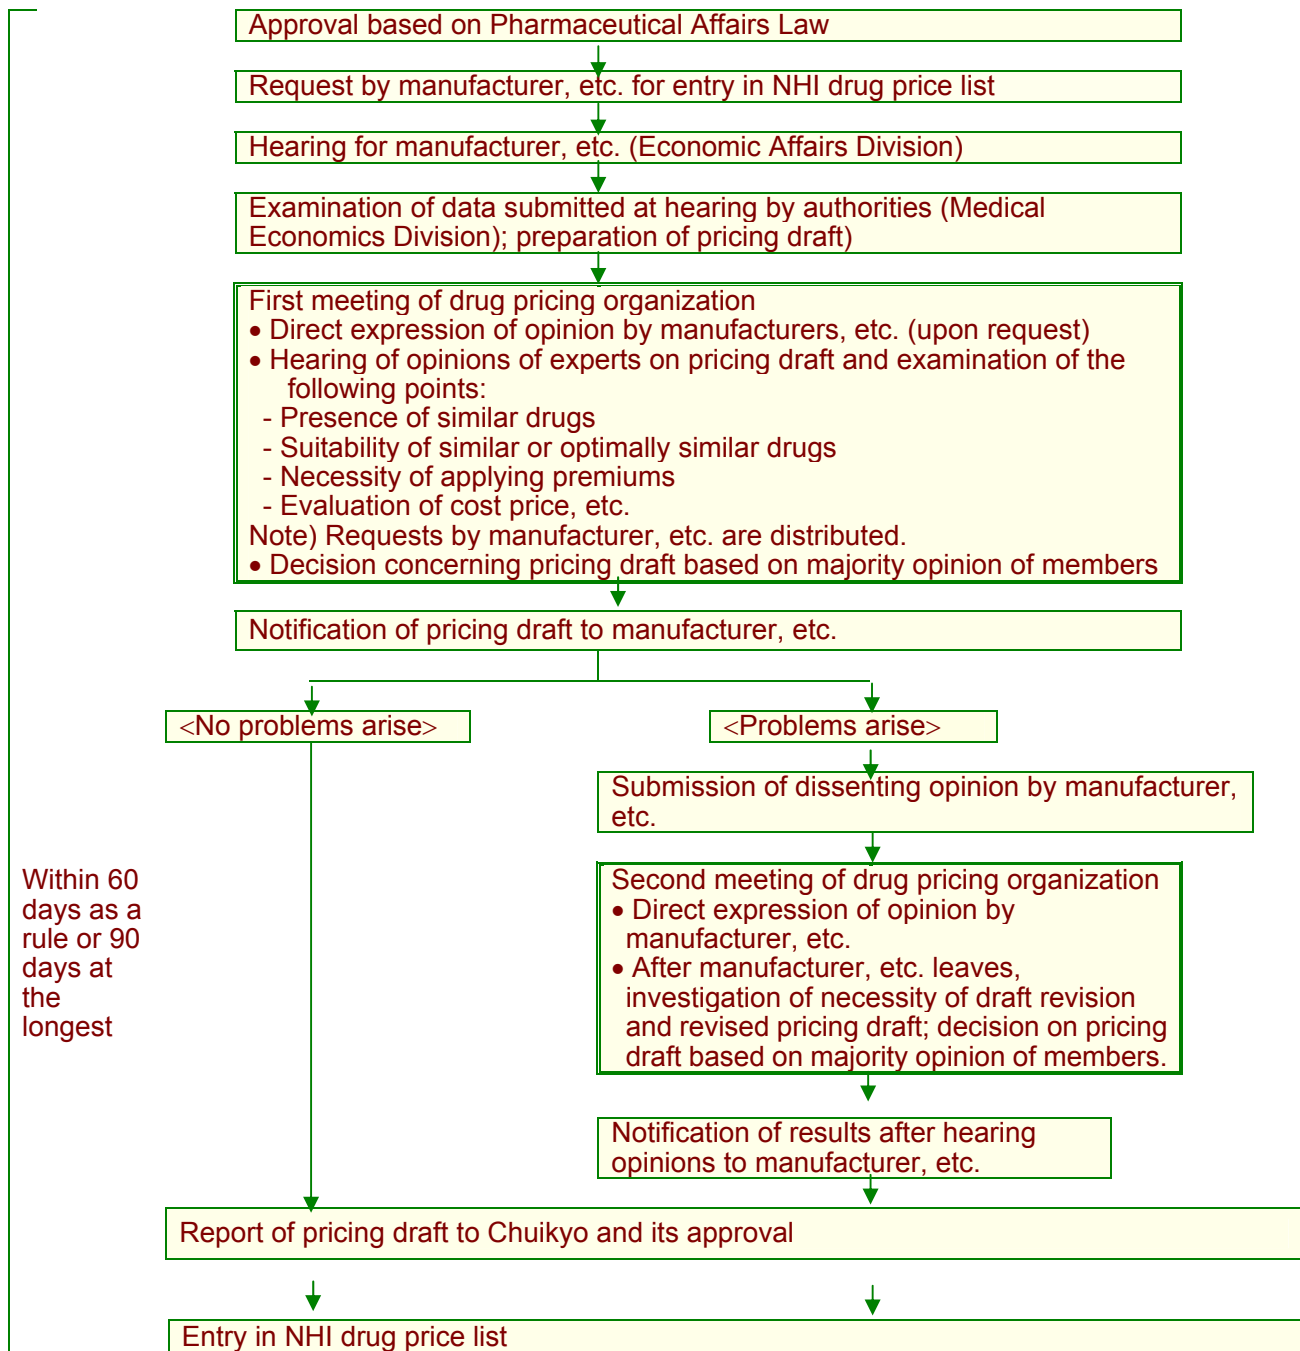 Approval based on Pharmaceutical Affairs Law
Request by manufacturer, etc. for entry in NHI drug price list
Hearing for manufacturer, etc. (Economic Affairs Division)
Examination of data submitted at hearing by authorities (Medical
Economics Division); preparation of pricing draft)
First meeting of drug pricing organization
• Direct expression of opinion by manufacturers, etc. (upon request)
• Hearing of opinions of experts on pricing draft and examination of the
following points:
- Presence of similar drugs
- Suitability of similar or optimally similar drugs
- Necessity of applying premiums
- Evaluation of cost price, etc.
Note) Requests by manufacturer, etc. are distributed.
• Decision concerning pricing draft based on majority opinion of members
Notification of pricing draft to manufacturer, etc.
<No problems arise>
<Problems arise>
Submission of dissenting opinion by manufacturer,
etc.
Within 60
days as a
rule or 90
days at
the
longest
Second meeting of drug pricing organization
• Direct expression of opinion by
manufacturer, etc.
• After manufacturer, etc. leaves,
investigation of necessity of draft revision
and revised pricing draft; decision on pricing
draft based on majority opinion of members.
Notification of results after hearing
opinions to manufacturer, etc.
Report of pricing draft to Chuikyo and its approval
Entry in NHI drug price list